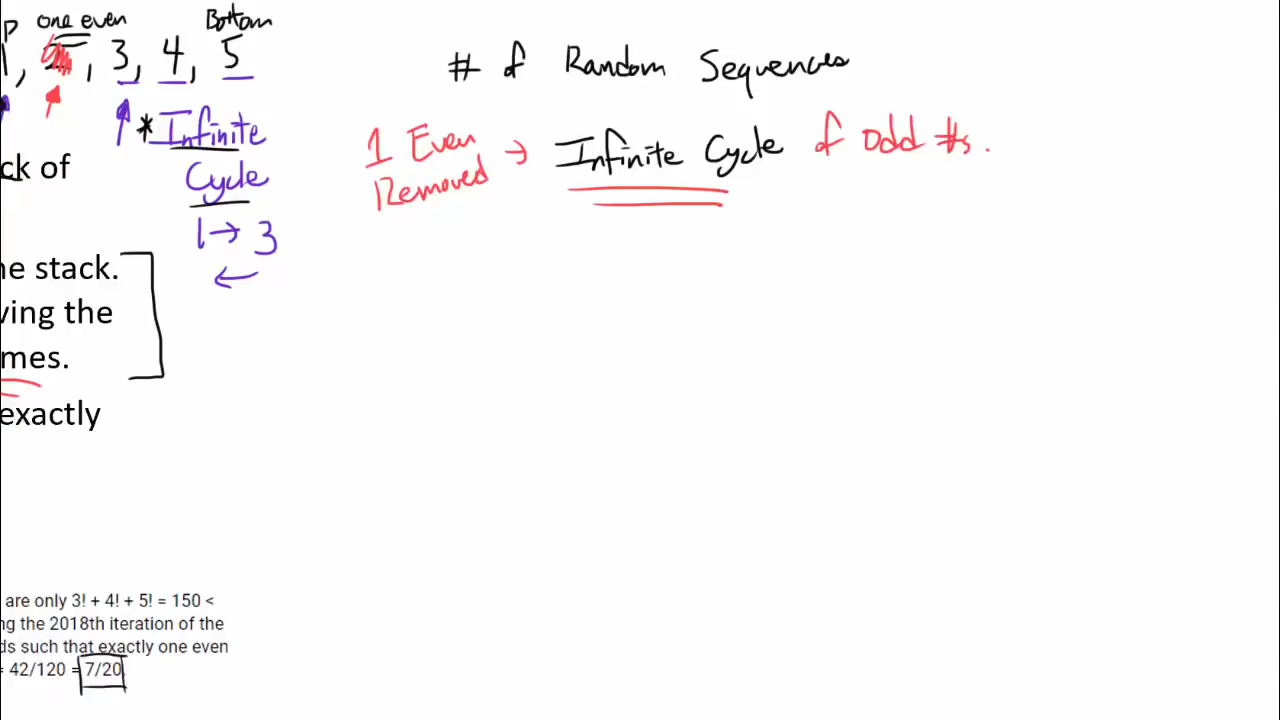 p one even Bottom
1, , 3, 4, 5
# of Random Sequences
* Infinite
Cycle
1 → 3
←
1 Even
Removed → Infinite Cycle of Odd #s.
ck of
he stack.
ving the
mes.
exactly
are only 3! + 4! + 5! = 150 <
ng the 2018th iteration of the
ds such that exactly one even
= 42/120 = 7/20